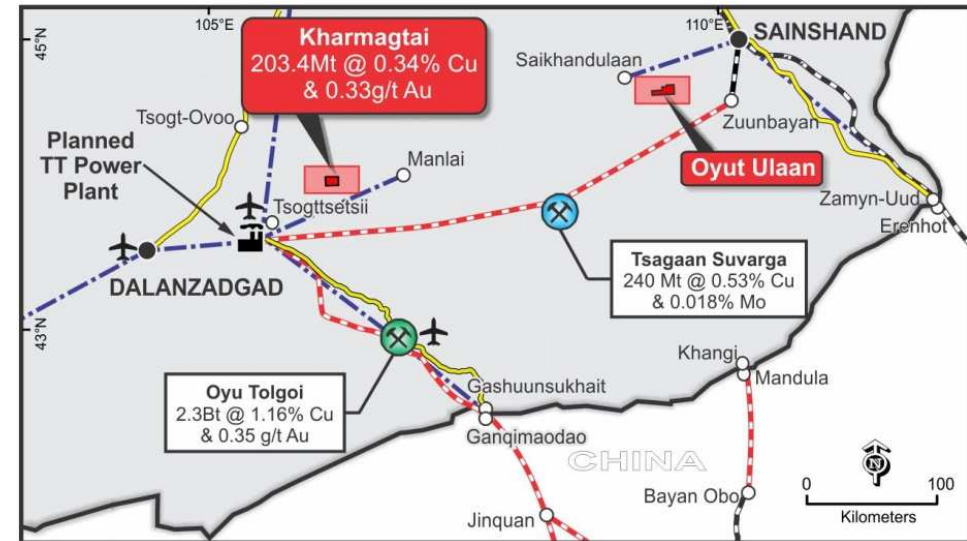 105°E
110°E
45°N
Kharmagtai
203.4Mt @ 0.34% Cu
& 0.33g/t Au
SAINSHAND
Saikhandulaan
Tsogt-Ovoo
Zuunbayan
Planned
TT Power
Plant
Manlai
Oyut Ulaan
Tsogttsetsii
Zamyn-Uud
Erenhot
DALANZADGAD
Tsagaan Suvarga
240 Mt @ 0.53% Cu
& 0.018% Mo
43°N
Khangi
Mandula
Oyu Tolgoi
2.3Bt @ 1.16% Cu
& 0.35 g/t Au
Gashuunsukhait
Ganqimaodao
CHINA
N
0 100
Kilometers
Bayan Obo
Jinquan